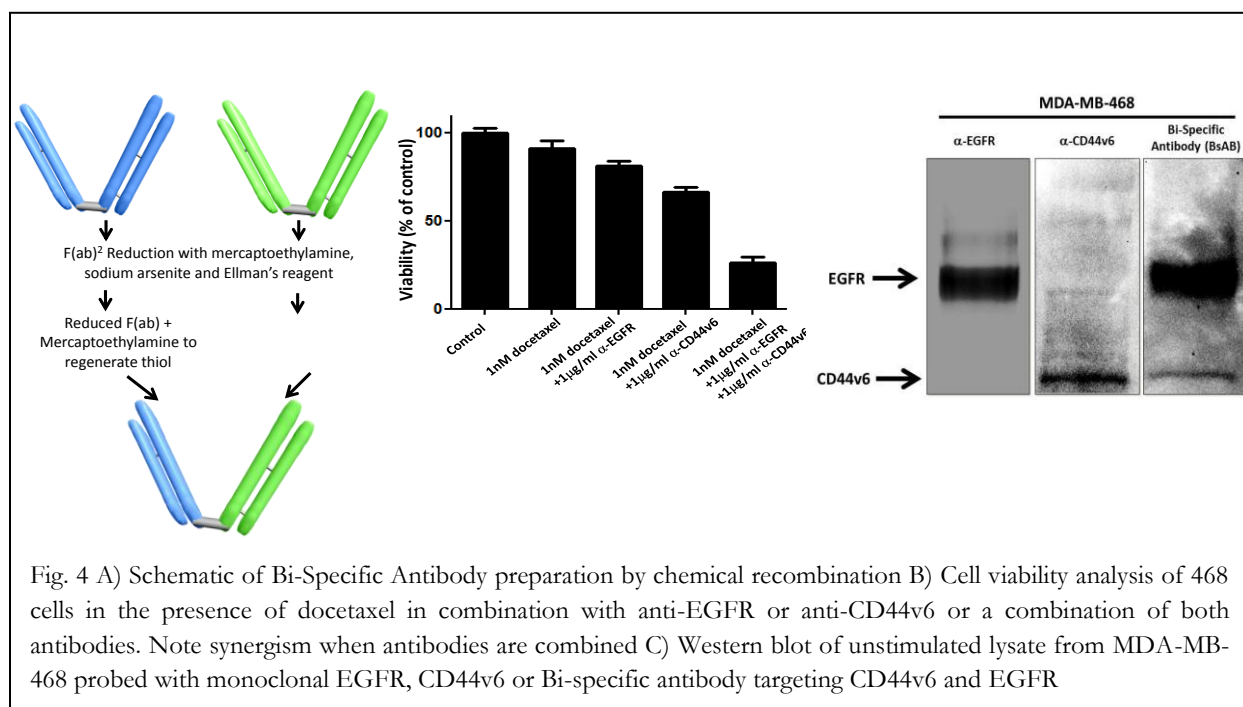 F(ab)² Reduction with mercaptoethylamine,
sodium arsenite and Ellman's reagent
Reduced F(ab) +
Mercaptoethylamine to
regenerate thiol
Viability (% of control)
100
50
0
Control
1nM docetaxel
1nM docetaxel
+1µg/ml α-EGFR
1nM docetaxel
+1µg/ml α-CD44v6
1nM docetaxel
+1µg/ml α-EGFR
+1µg/ml α-CD44v6
MDA-MB-468
α-EGFR
α-CD44v6
Bi-Specific
Antibody (BsAB)
EGFR
CD44v6
Fig. 4 A) Schematic of Bi-Specific Antibody preparation by chemical recombination B) Cell viability analysis of 468
cells in the presence of docetaxel in combination with anti-EGFR or anti-CD44v6 or a combination of both
antibodies. Note synergism when antibodies are combined C) Western blot of unstimulated lysate from MDA-MB-
468 probed with monoclonal EGFR, CD44v6 or Bi-specific antibody targeting CD44v6 and EGFR